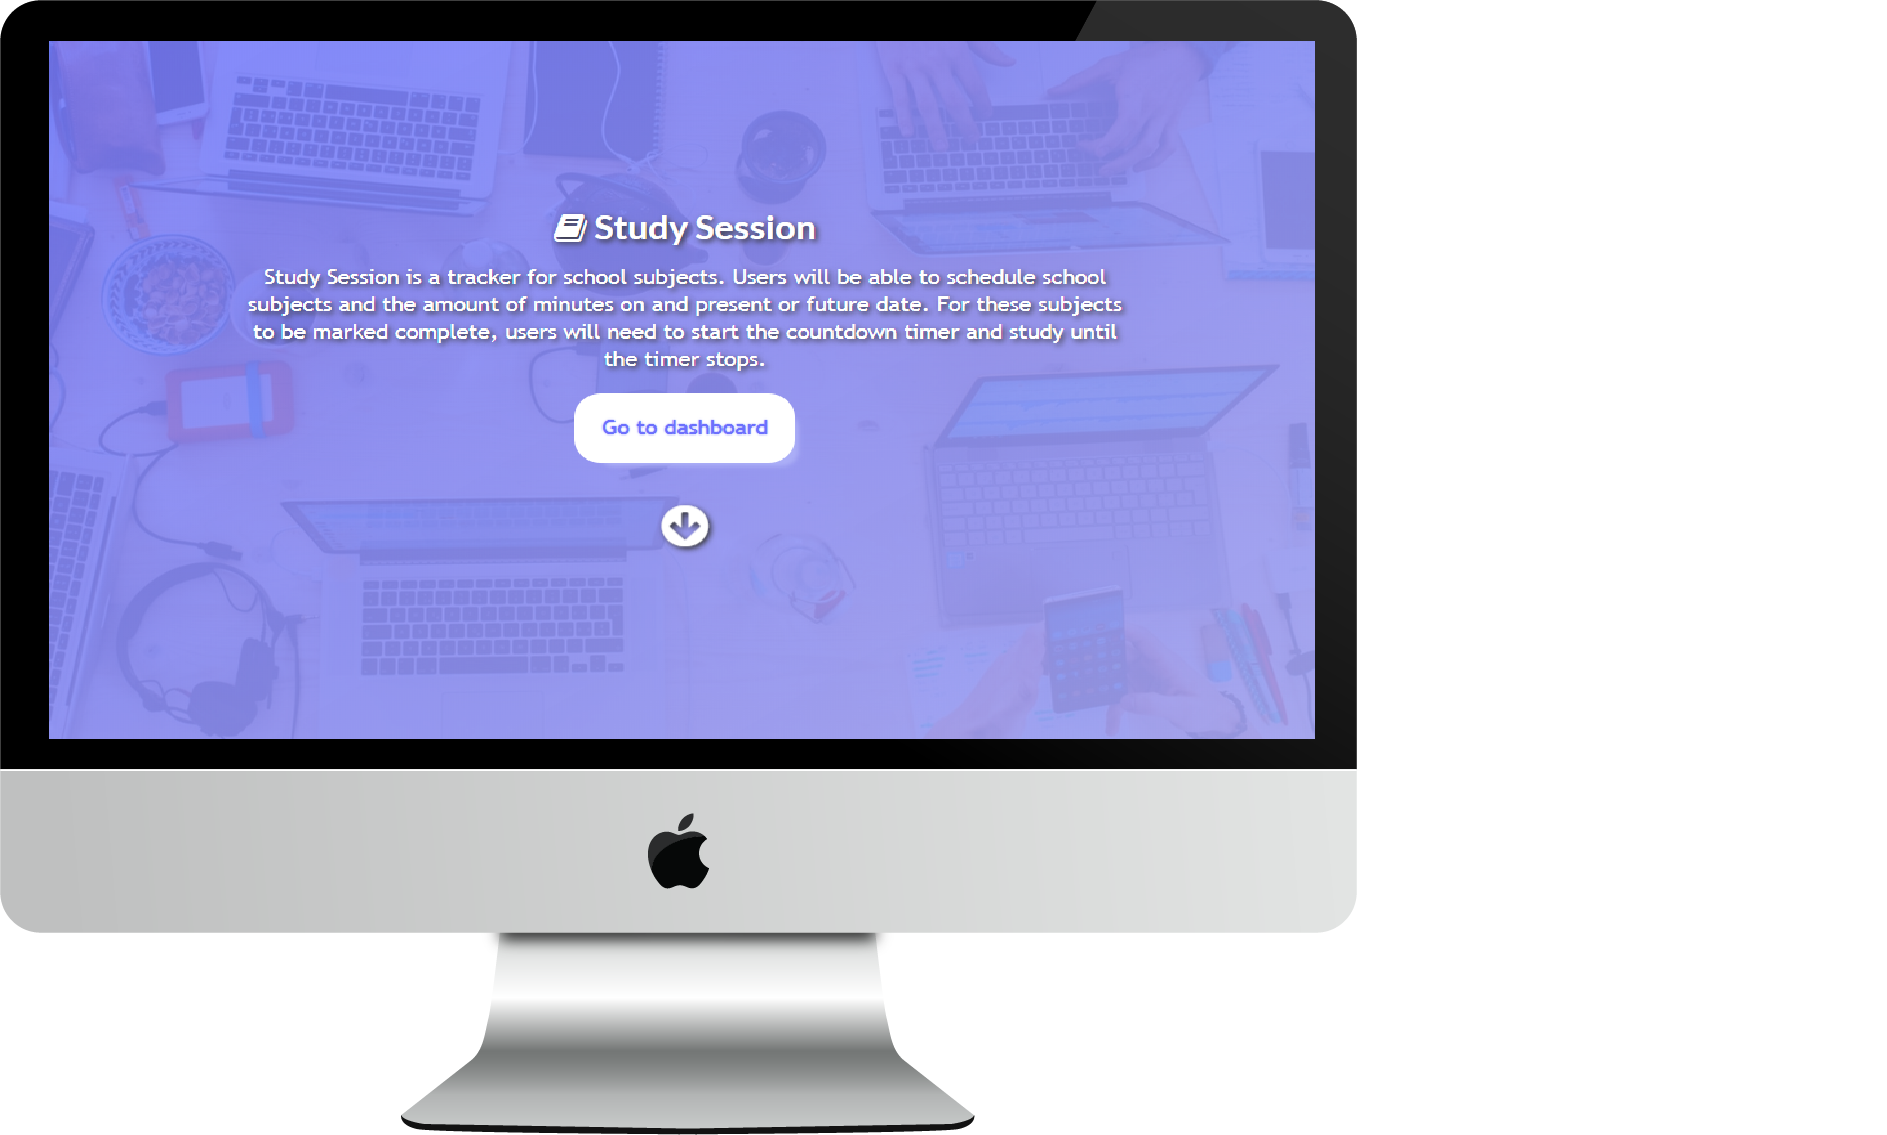 Study Session
Study Session is a tracker for school subjects. Users will be able to schedule school
subjects and the amount of minutes on and present or future date. For these subjects
to be marked complete, users will need to start the countdown timer and study until
the timer stops.
Go to dashboard